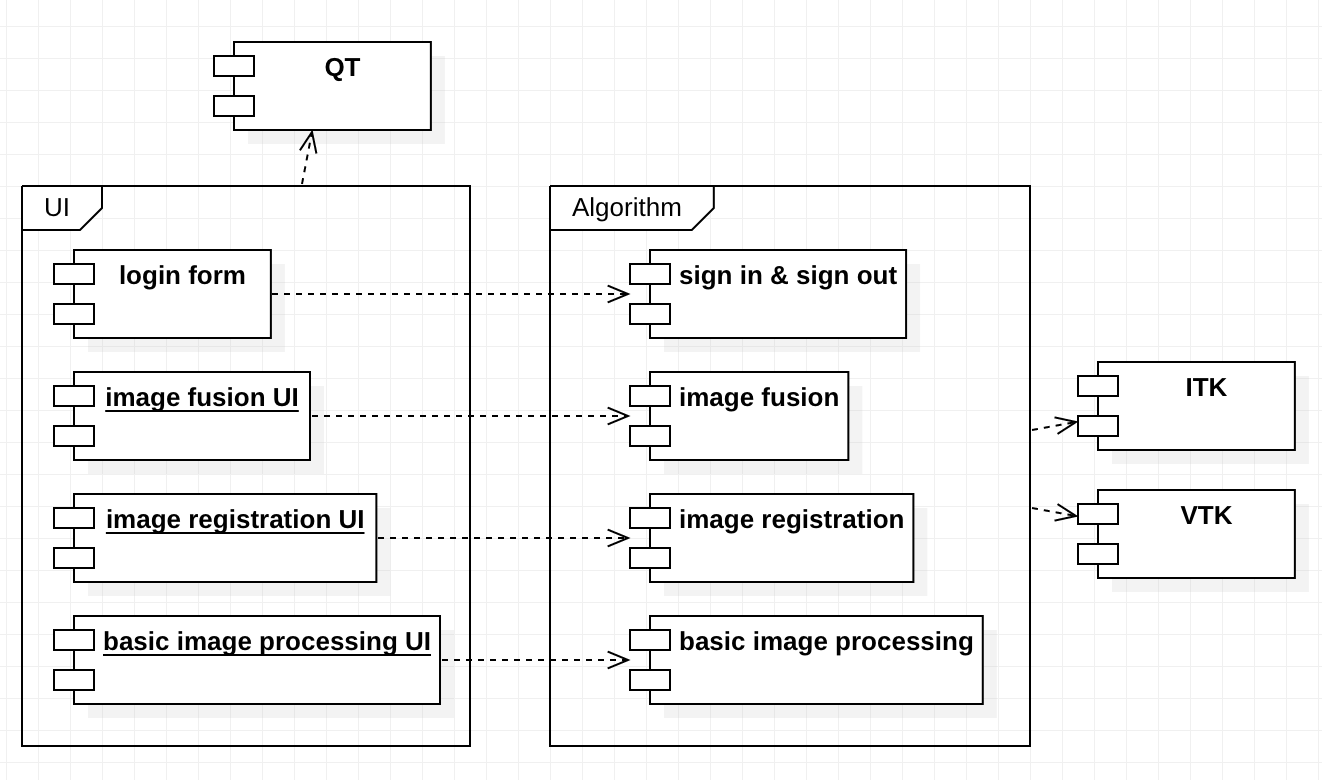 QT
UI
login form
image fusion UI
image registration UI
basic image processing UI
Algorithm
sign in & sign out
image fusion
image registration
basic image processing
ITK
VTK